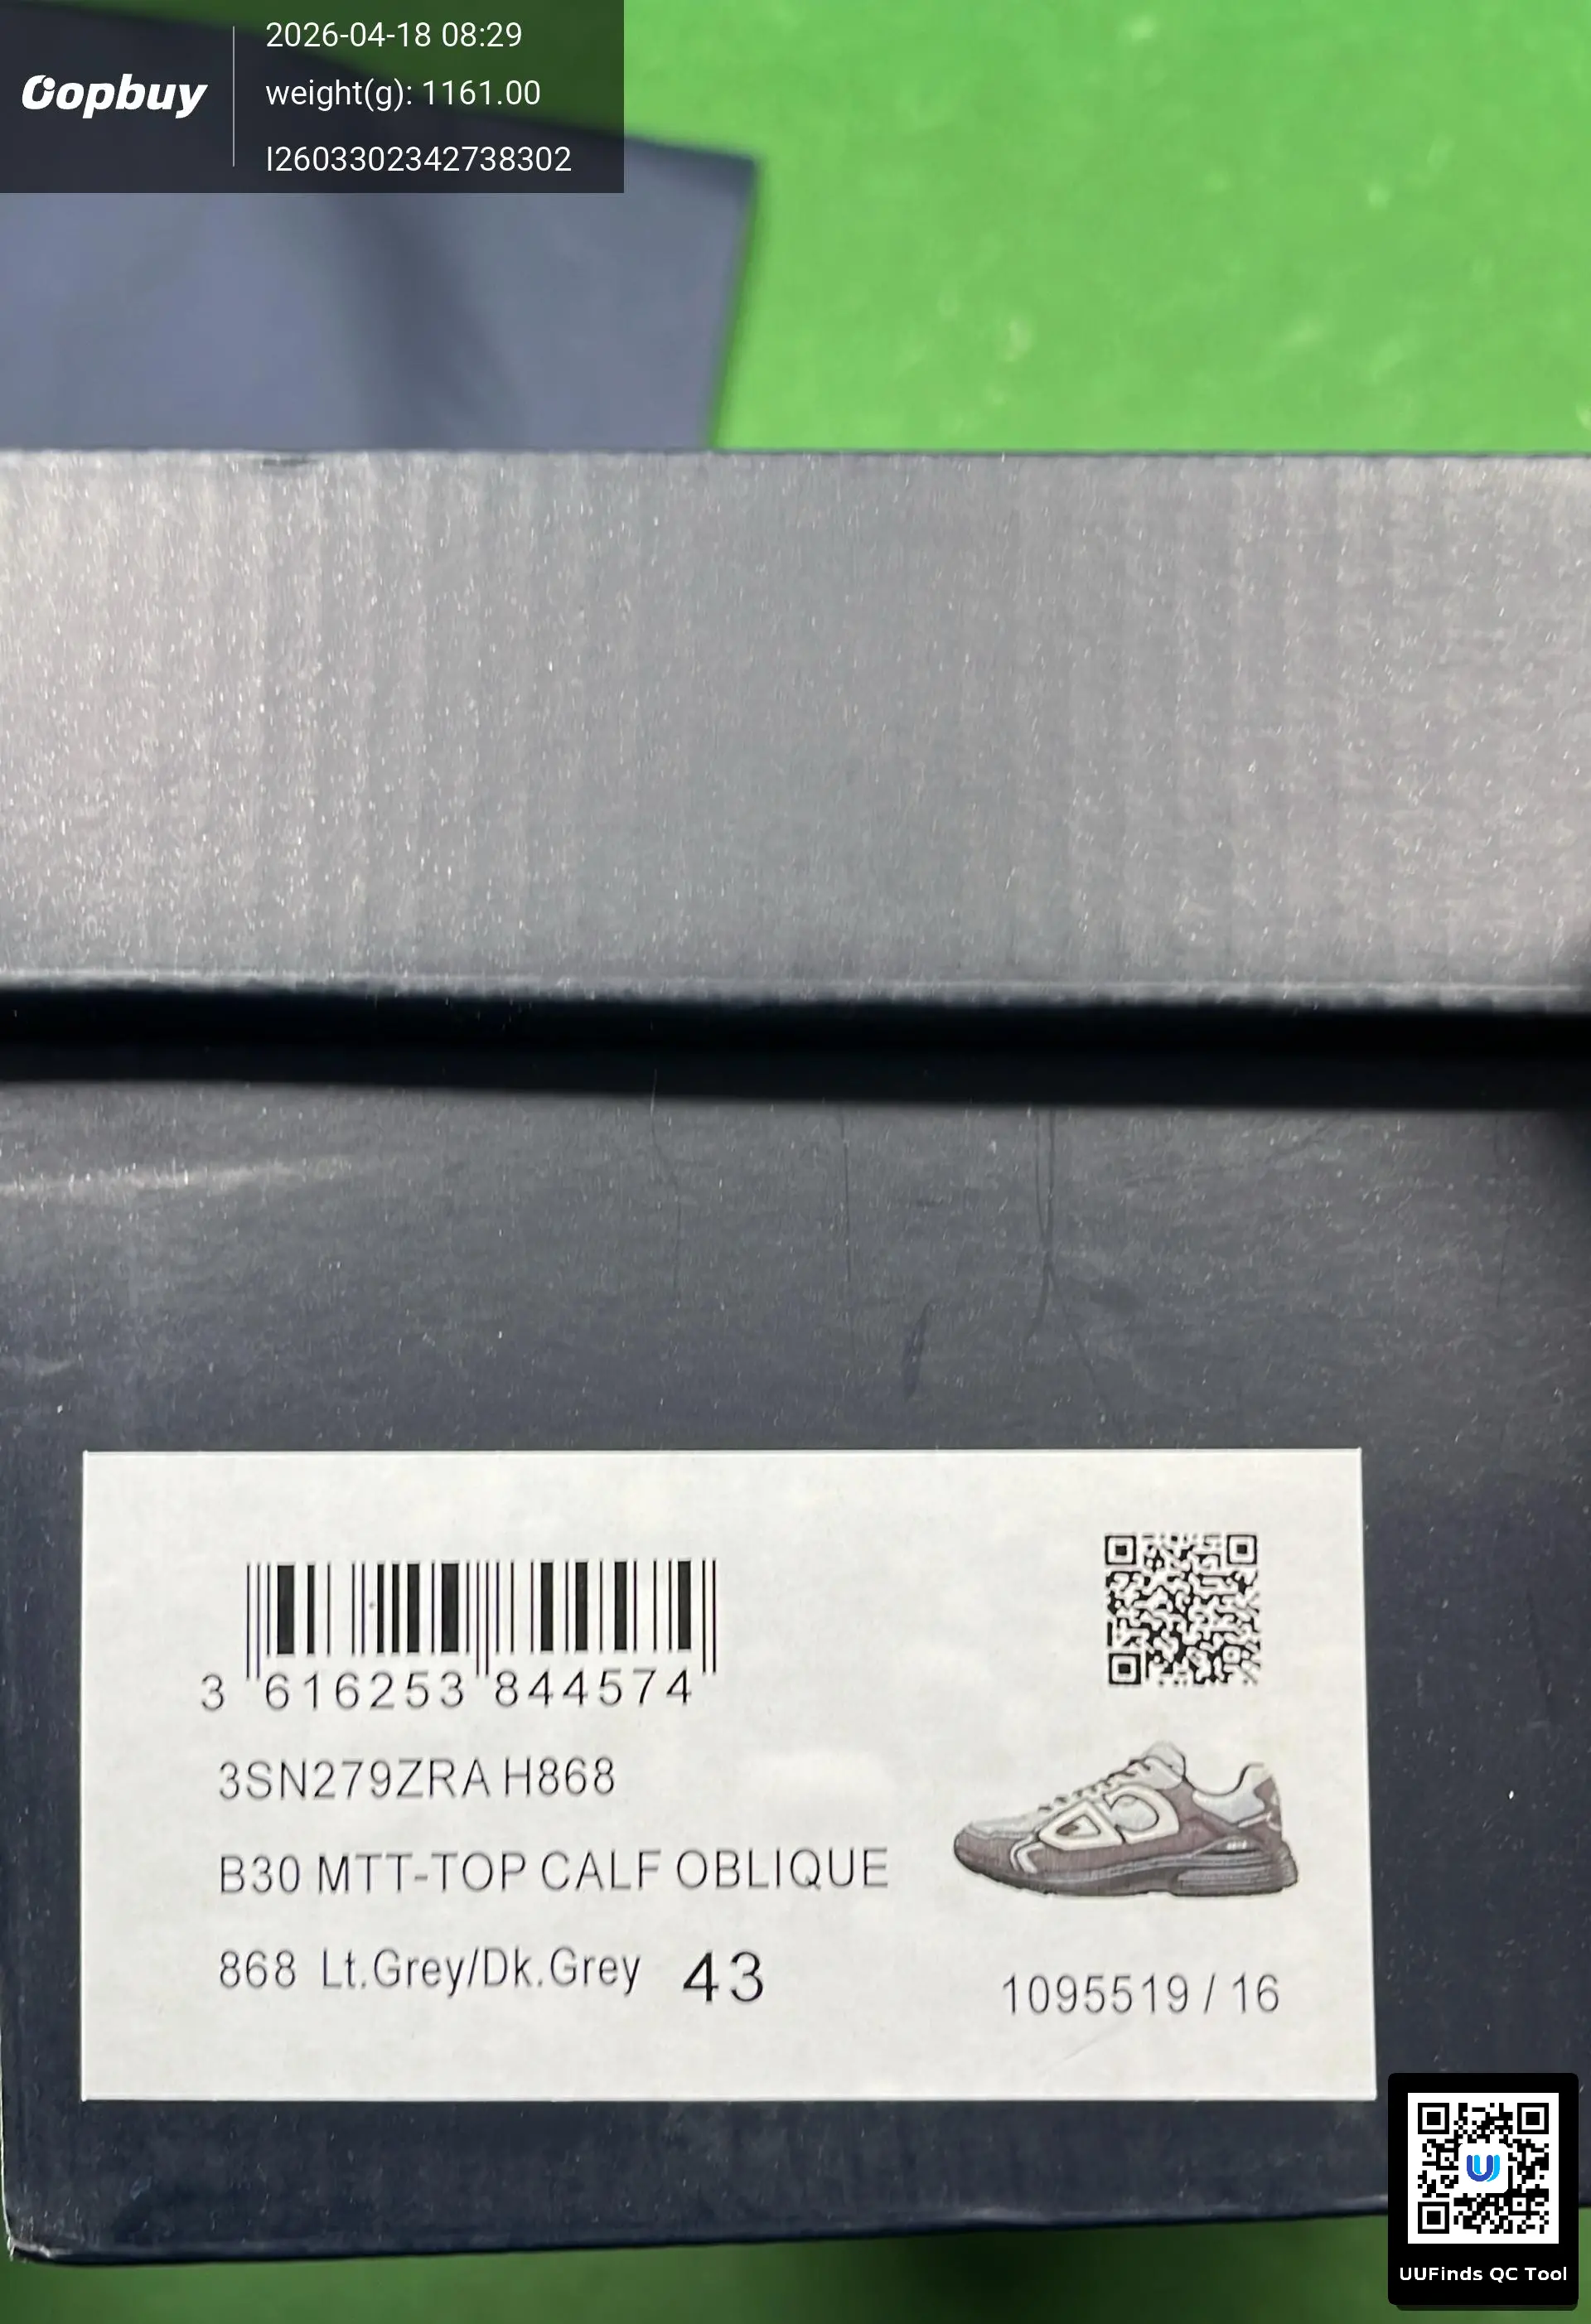 Oopbuy
2026-04-18 08:29
weight(g): 1161.00
I2603302342738302
3 616253 844574
3SN279ZRA H868
B30 MTT-TOP CALF OBLIQUE
868 Lt.Grey/Dk.Grey 43
1095519 / 16
UUFinds QC Tool